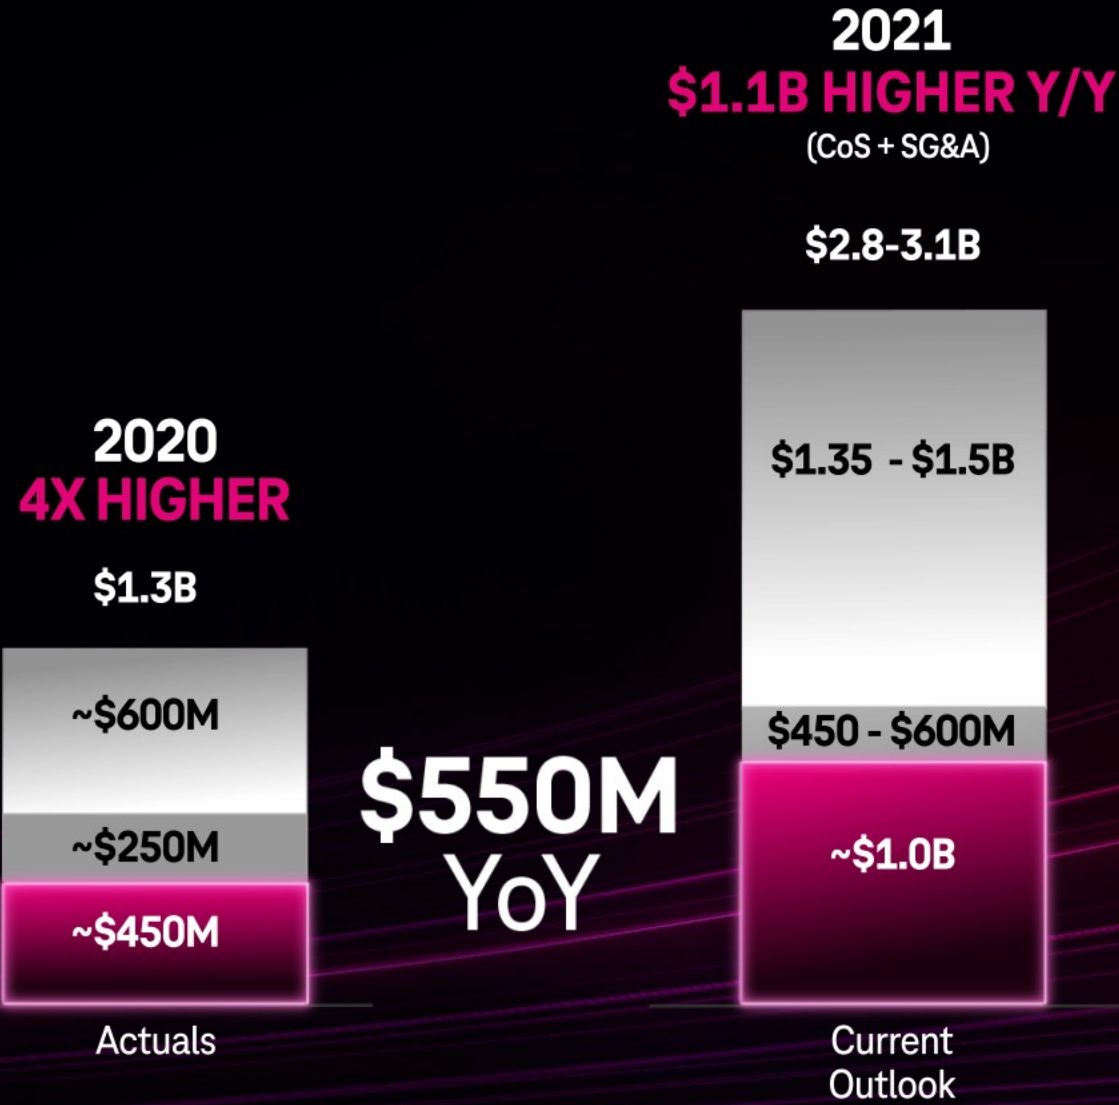 2020
4X HIGHER
$1.3B
~$600M
~$250M
~$450M
Actuals
$550M
YoY
2021
$1.1B HIGHER Y/Y
(CoS + SG&A)
$2.8-3.1B
$1.35 - $1.5B
$450 - $600M
~$1.0B
Current
Outlook